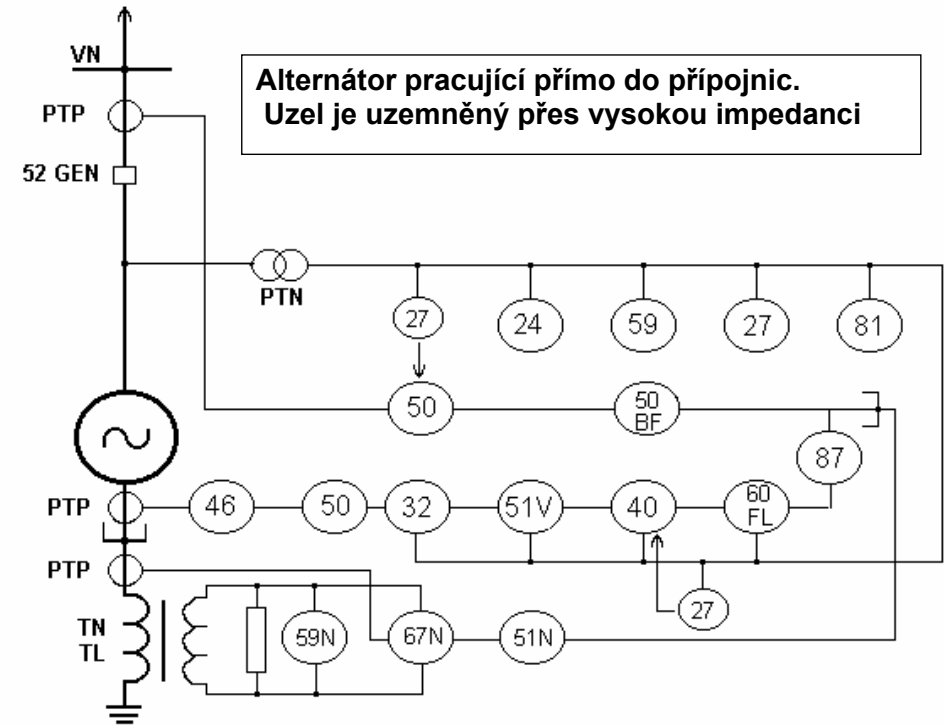 VN
Alternátor pracující přímo do přípojnic.
Uzel je uzemněný přes vysokou impedanci
PTP
52 GEN
PTN
27
24
59
27
81
50
50
BF
87
PTP
46
50
32
51V
40
60
FL
PTP
27
TN
TL
59N
67N
51N